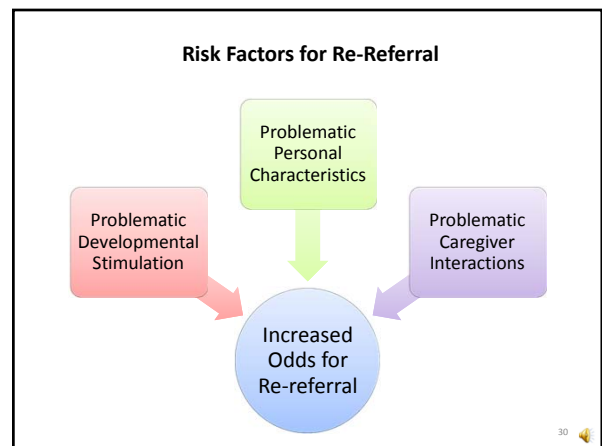 Risk Factors for Re-Referral
Problematic
Personal
Characteristics
Problematic
Developmental
Stimulation
Problematic
Caregiver
Interactions
Increased
Odds for
Re-referral
30